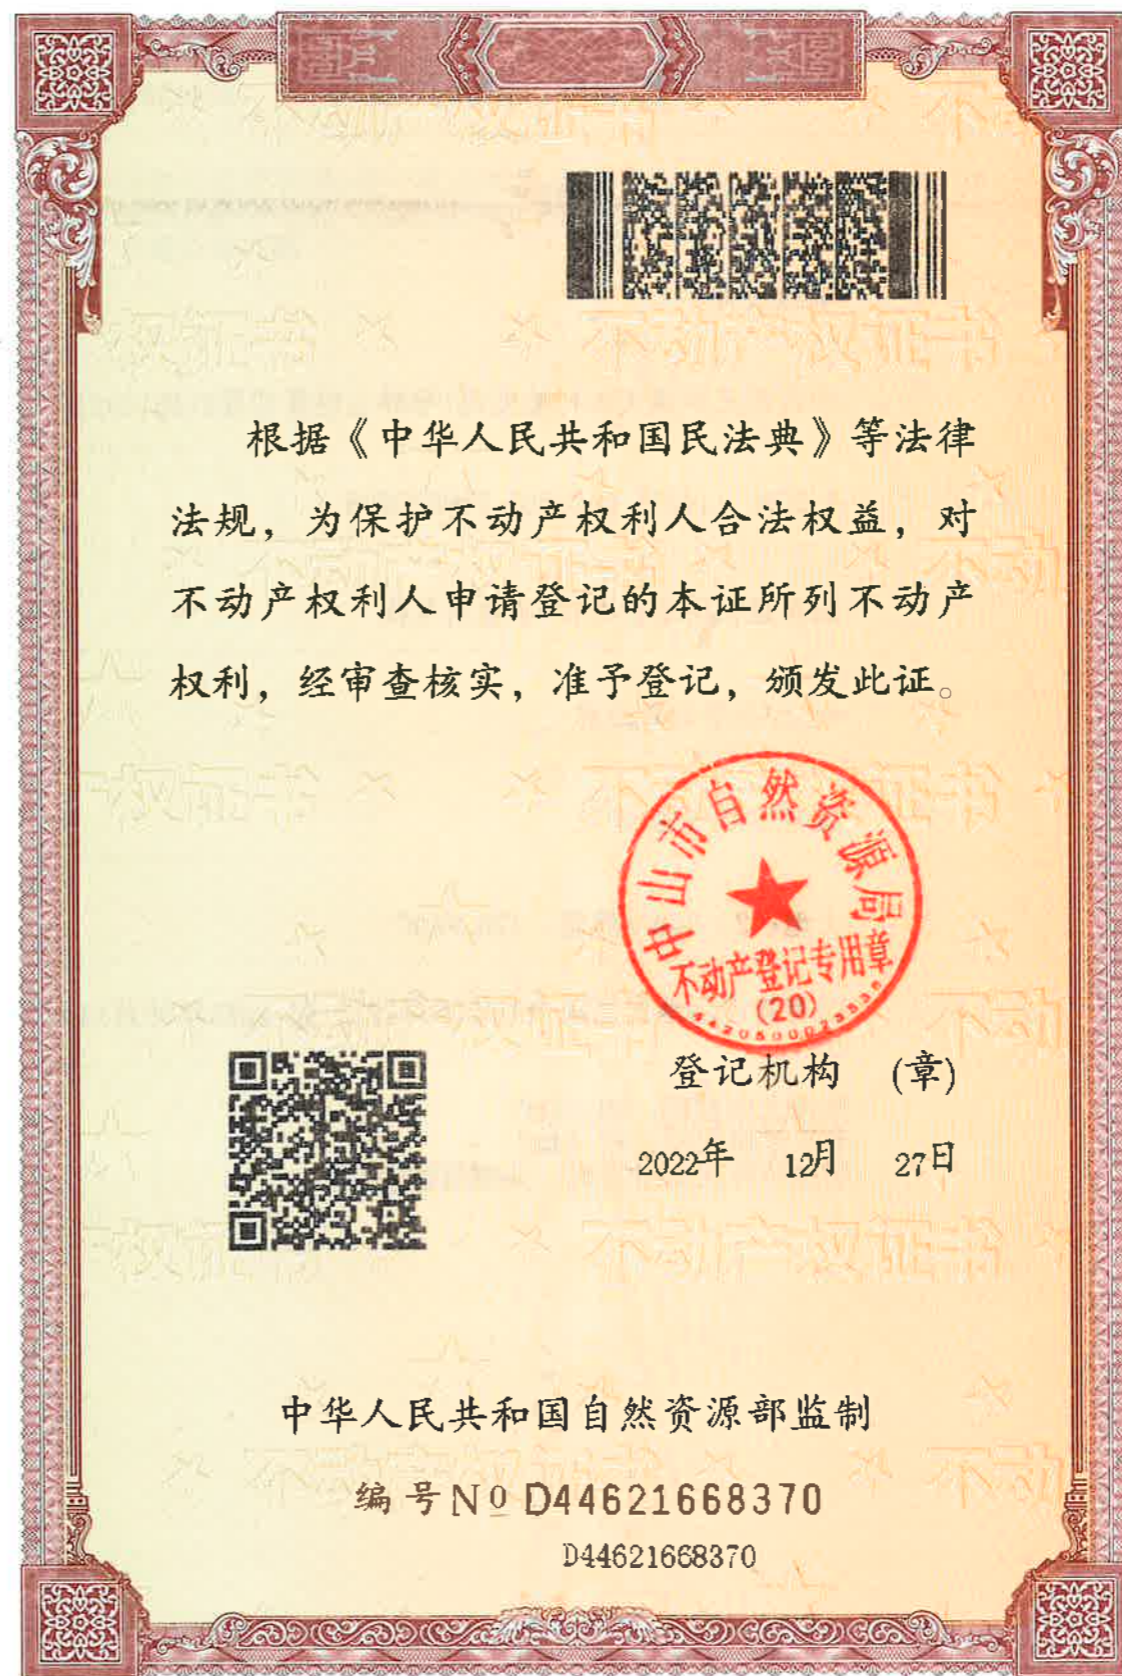 根据《中华人民共和国民法典》等法律
法规，为保护不动产权利人合法权益，对
不动产权利人申请登记的本证所列不动产
权利，经审查核实，准予登记，颁发此证。
中山市自然资源局
不动产登记专用章
(20)
登记机构 (章)
2022年 12月 27日
中华人民共和国自然资源部监制
编号№ D44621668370
D44621668370